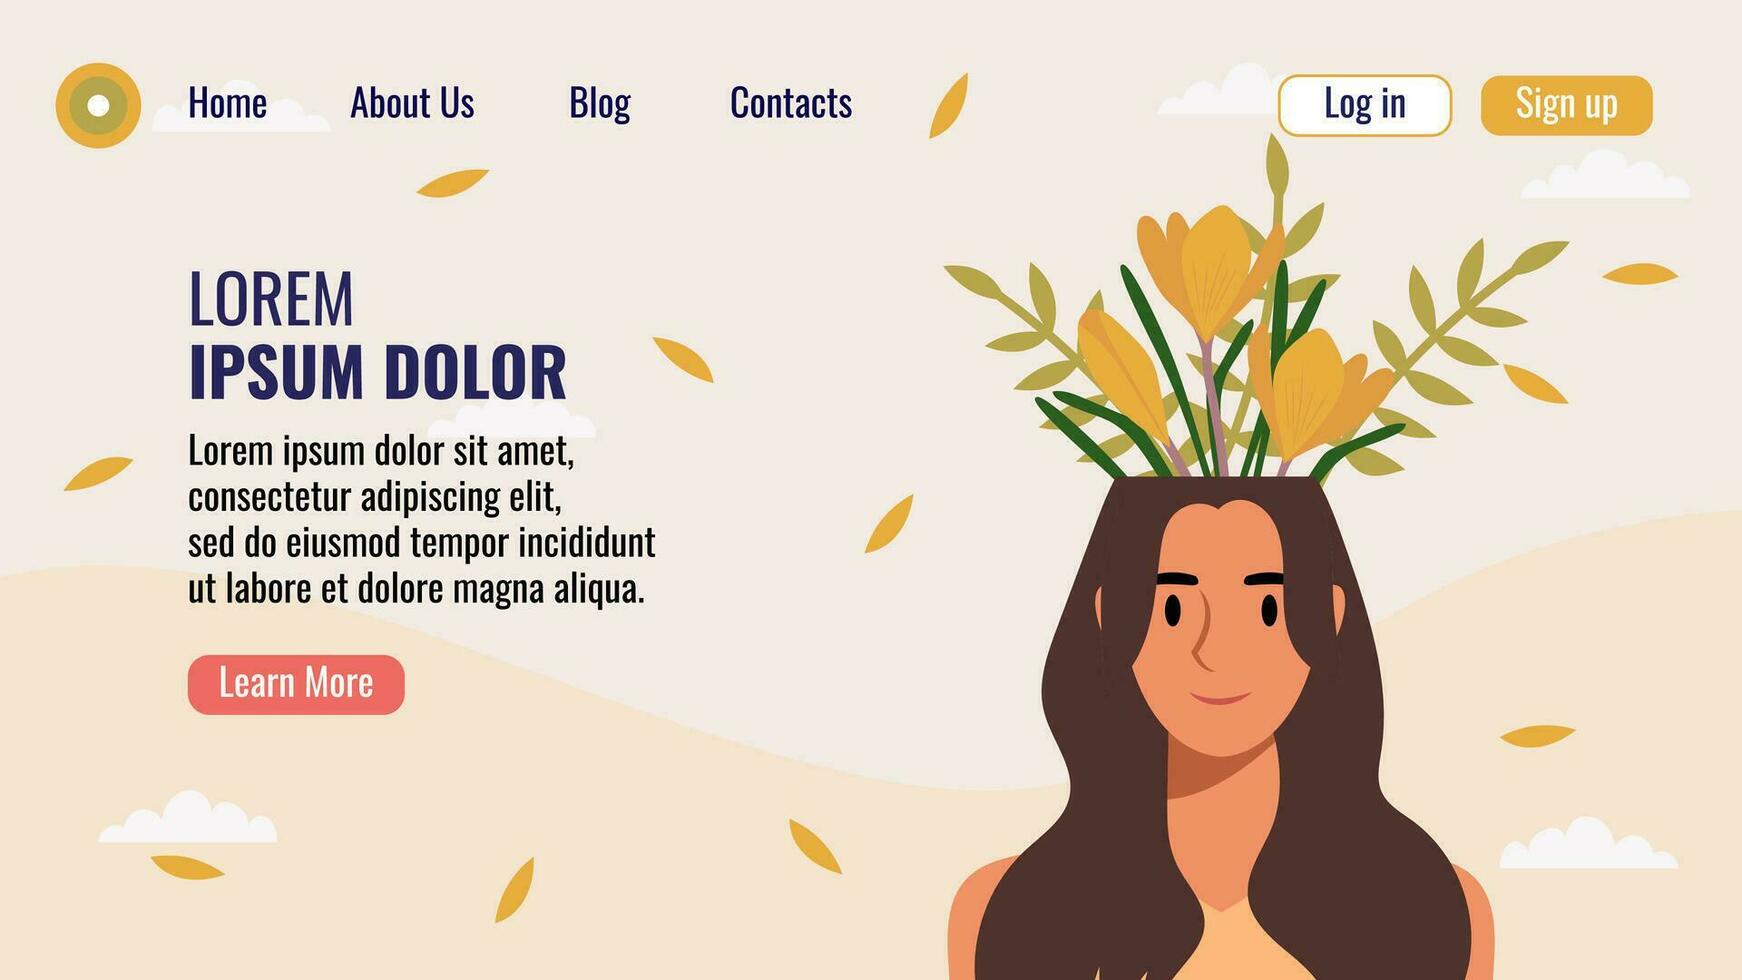 Home About Us Blog Contacts Log in Sign up
LOREM
IPSUM DOLOR
Lorem ipsum dolor sit amet,
consectetur adipiscing elit,
sed do eiusmod tempor incididunt
ut labore et dolore magna aliqua.
Learn More